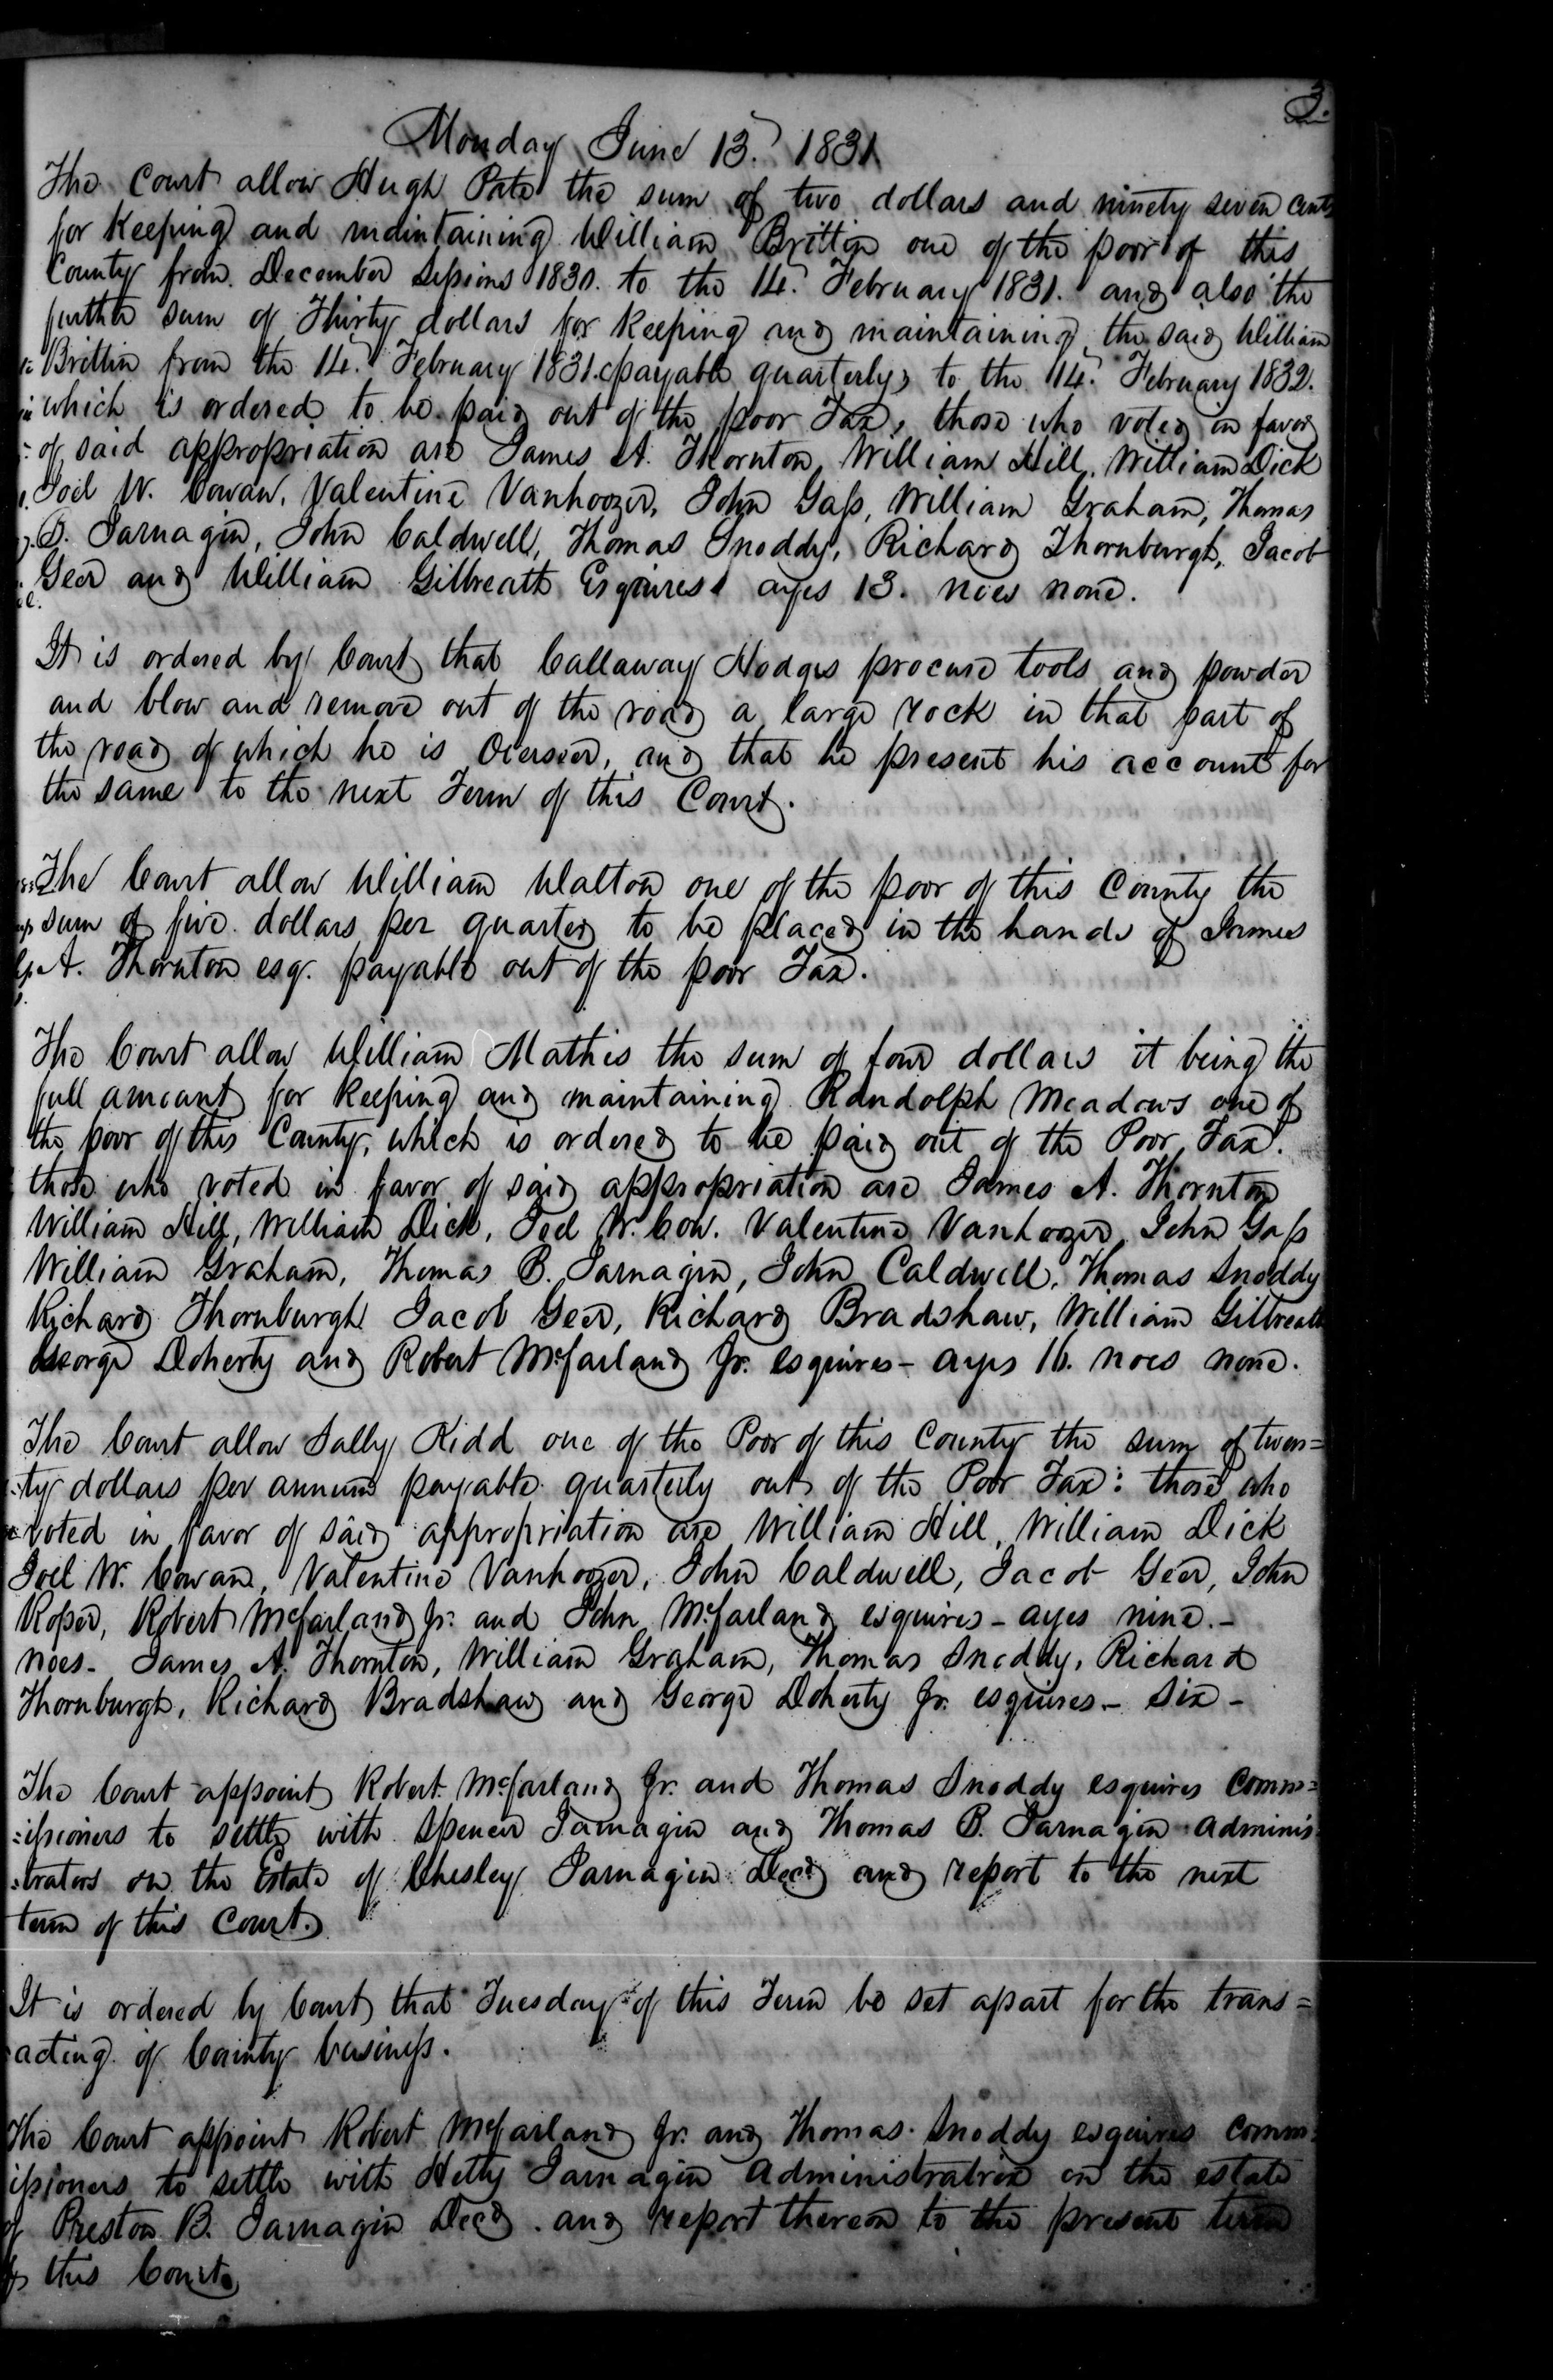 3.
Monday June 13.th 1831
The Court allow Hugh Pate the sum of two dollars and ninety seven cents
for Keeping and maintaining William Brittin one of the poor of this
County from December Sessions 1830. to the 14.th February 1831. and also the
further sum of Thirty dollars for keeping and maintaining the said William
Brittin from the 14.th February 1831. payable quarterly, to the 14.th February 1832.
which is ordered to be paid out of the poor Tax, those who voted in favor
of said appropriation are James A. Thornton, William Hill, William Dick
Joel W. Cowan, Valentine Vanhoozer, John Gass, William Graham, Thomas
B. Jarnagin, John Caldwell, Thomas Snoddy, Richard Thornburgh, Jacob
Geer and William Gilbreath Esquires ayes 13. noes none.
It is ordered by Court that Callaway Hodges procure tools and powder
and blow and remove out of the road a large rock in that part of
the road of which he is Overseer, and that he present his account for
the same to the next Term of this Court.
The Court allow William Walton one of the poor of this County the
sum of five dollars per quarter to be placed in the hands of James
A. Thornton esqr. payable out of the poor Tax.
The Court allow William Mathis the sum of four dollars it being the
full amount for keeping and maintaining Randolph Meadows one of
the poor of this County, which is ordered to be paid out of the Poor Tax.
those who voted in favor of said appropriation are James A. Thornton
William Hill, William Dick, Joel W. Cow. Valentine Vanhoozer, John Gass
William Graham, Thomas B. Jarnagin, John Caldwell, Thomas Snoddy
Richard Thornburgh Jacob Geer, Richard Bradshaw, William Gilbreath
George Doherty and Robert McFarland Jr. esquires - ayes 16. noes none.
The Court allow Sally Kidd one of the Poor of this County the sum of twen=
=ty dollars per annum payable quarterly out of the Poor Tax: those who
voted in favor of said appropriation are William Hill, William Dick
Joel W. Cowan, Valentine Vanhoozer, John Caldwell, Jacob Geer, John
Roper, Robert McFarland Jr. and John McFarland esquires - ayes nine. -
noes - James A. Thornton, William Graham, Thomas Snoddy, Richard
Thornburgh, Richard Bradshaw and George Doherty Jr. esquires - Six -
The Court appoint Robert McFarland Jr. and Thomas Snoddy esquires Comm=
=issioners to settle with Spencer Jarnagin and Thomas B. Jarnagin adminis=
=trators on the Estate of Chesley Jarnagin Decd and report to the next
term of this Court.
It is ordered by Court that Tuesday of this Term be set apart for the trans=
acting of County business.
The Court appoint Robert McFarland Jr. and Thomas Snoddy esquires comm=
issioners to settle with Hetty Jarnagin Administratrix on the estate
of Preston B. Jarnagin Decd. and report thereon to the present term
of this Court.